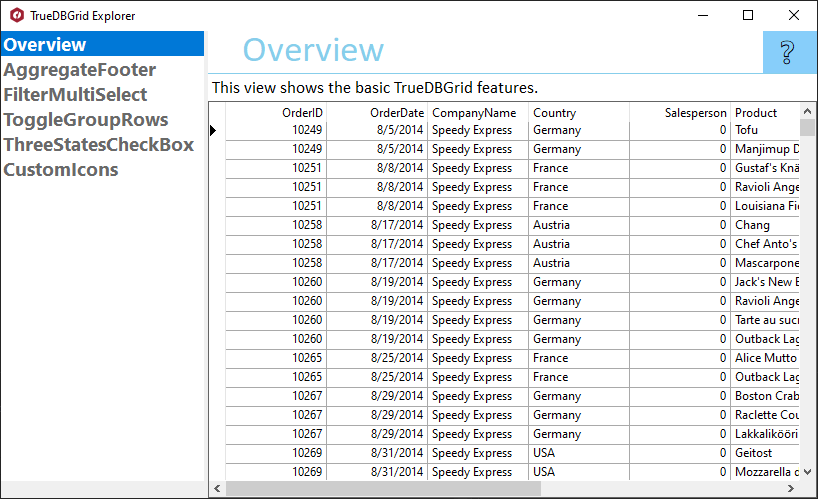 TrueDBGrid Explorer
Overview
AggregateFooter
FilterMultiSelect
ToggleGroupRows
ThreeStatesCheckBox
CustomIcons
Overview
?
This view shows the basic TrueDBGrid features.
OrderID OrderDate CompanyName Country Salesperson Product
10249 8/5/2014 Speedy Express Germany 0 Tofu
10249 8/5/2014 Speedy Express Germany 0 Manjimup D
10251 8/8/2014 Speedy Express France 0 Gustaf's Knä
10251 8/8/2014 Speedy Express France 0 Ravioli Ange
10251 8/8/2014 Speedy Express France 0 Louisiana Fie
10258 8/17/2014 Speedy Express Austria 0 Chang
10258 8/17/2014 Speedy Express Austria 0 Chef Anto's
10258 8/17/2014 Speedy Express Austria 0 Mascarpone
10260 8/19/2014 Speedy Express Germany 0 Jack's New E
10260 8/19/2014 Speedy Express Germany 0 Ravioli Ange
10260 8/19/2014 Speedy Express Germany 0 Tarte au sucr
10260 8/19/2014 Speedy Express Germany 0 Outback Lag
10265 8/25/2014 Speedy Express France 0 Alice Mutto
10265 8/25/2014 Speedy Express France 0 Outback Lag
10267 8/29/2014 Speedy Express Germany 0 Boston Crab
10267 8/29/2014 Speedy Express Germany 0 Raclette Cou
10267 8/29/2014 Speedy Express Germany 0 Lakkalikööri
10269 8/31/2014 Speedy Express USA 0 Geitost
10269 8/31/2014 Speedy Express USA 0 Mozzarella d